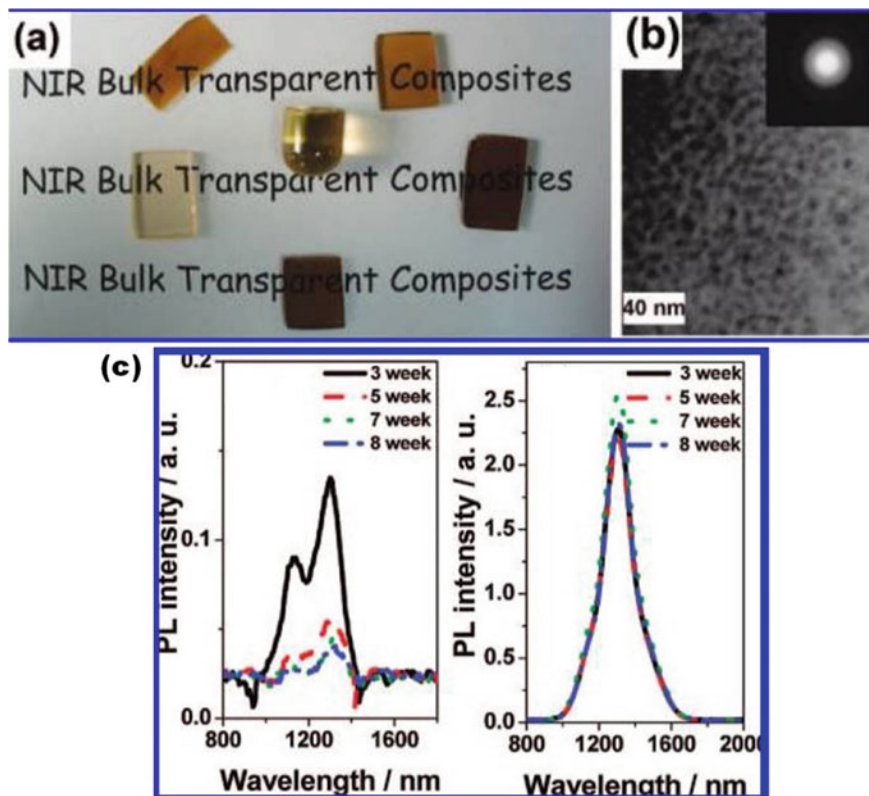 (a)
NIR Bulk Transparent Composites
NIR Bulk Transparent Composites
NIR Bulk Transparent Composites
(b)
40 nm
(c)
0.2
0.1
0.0
PL intensity / a. u.
3 week
5 week
7 week
8 week
800 1200 1600
Wavelength / nm
2.5
2.0
1.5
1.0
0.5
0.0
PL intensity / a. u.
3 week
5 week
7 week
8 week
800 1200 1600 2000
Wavelength / nm